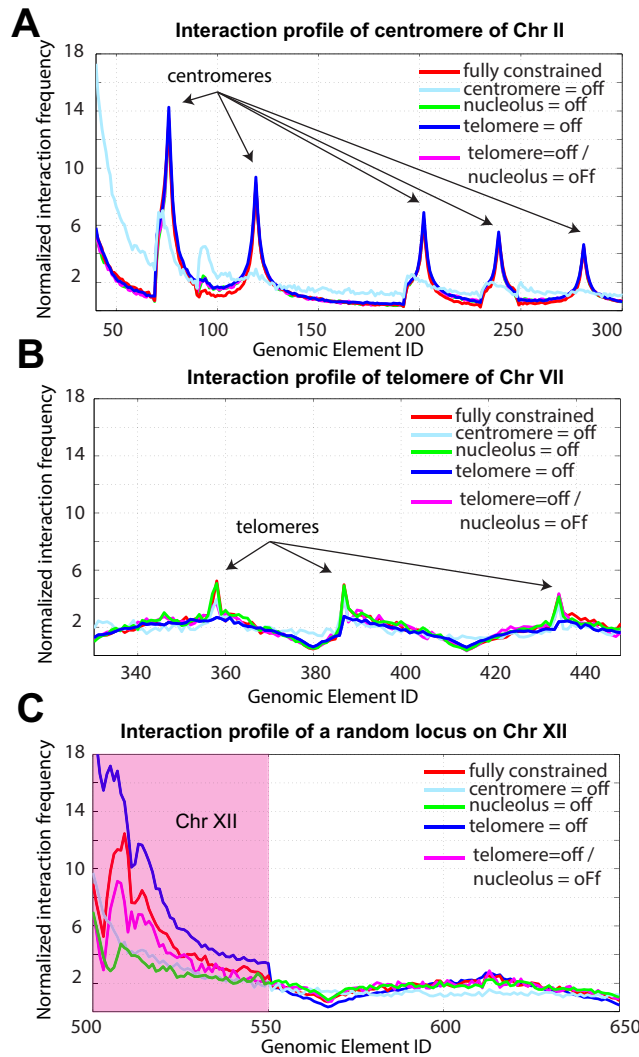 A
Interaction profile of centromere of Chr II
Normalized interaction frequency
18
14
10
6
2
centromeres
fully constrained
centromere = off
nucleolus = off
telomere = off
telomere=off /
nucleolus = oFf
50
100
150
200
250
300
Genomic Element ID
B
Interaction profile of telomere of Chr VII
Normalized interaction frequency
18
14
10
6
2
telomeres
fully constrained
centromere = off
nucleolus = off
telomere = off
telomere=off /
nucleolus = oFf
340
360
380
400
420
440
Genomic Element ID
C
Interaction profile of a random locus on Chr XII
Normalized interaction frequency
18
14
10
6
2
Chr XII
fully constrained
centromere = off
nucleolus = off
telomere = off
telomere=off /
nucleolus = oFf
500
550
600
650
Genomic Element ID